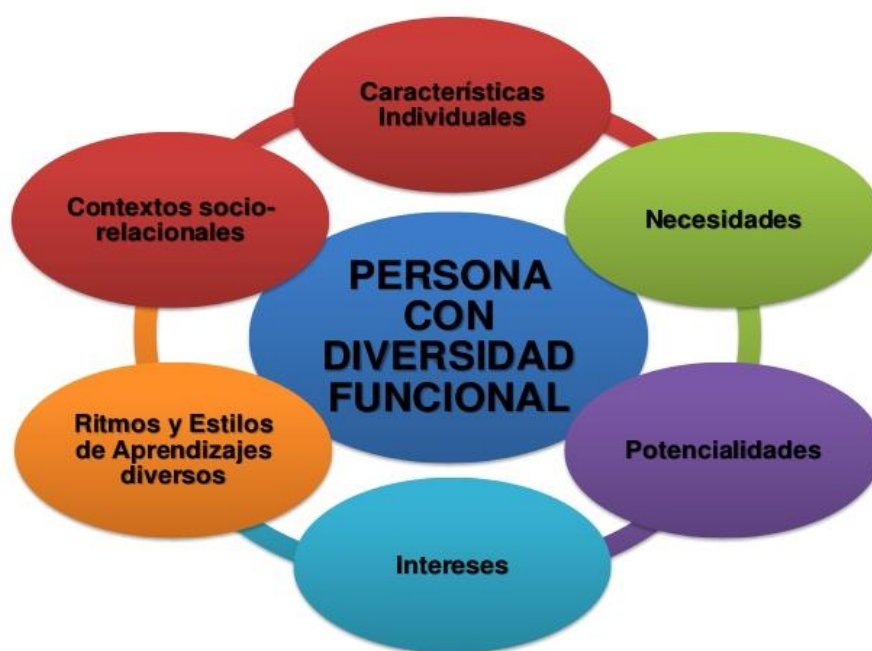 Características
Individuales
Necesidades
Potencialidades
Intereses
Ritmos y Estilos
de Aprendizajes
diversos
Contextos socio-
relacionales
PERSONA
CON
DIVERSIDAD
FUNCIONAL